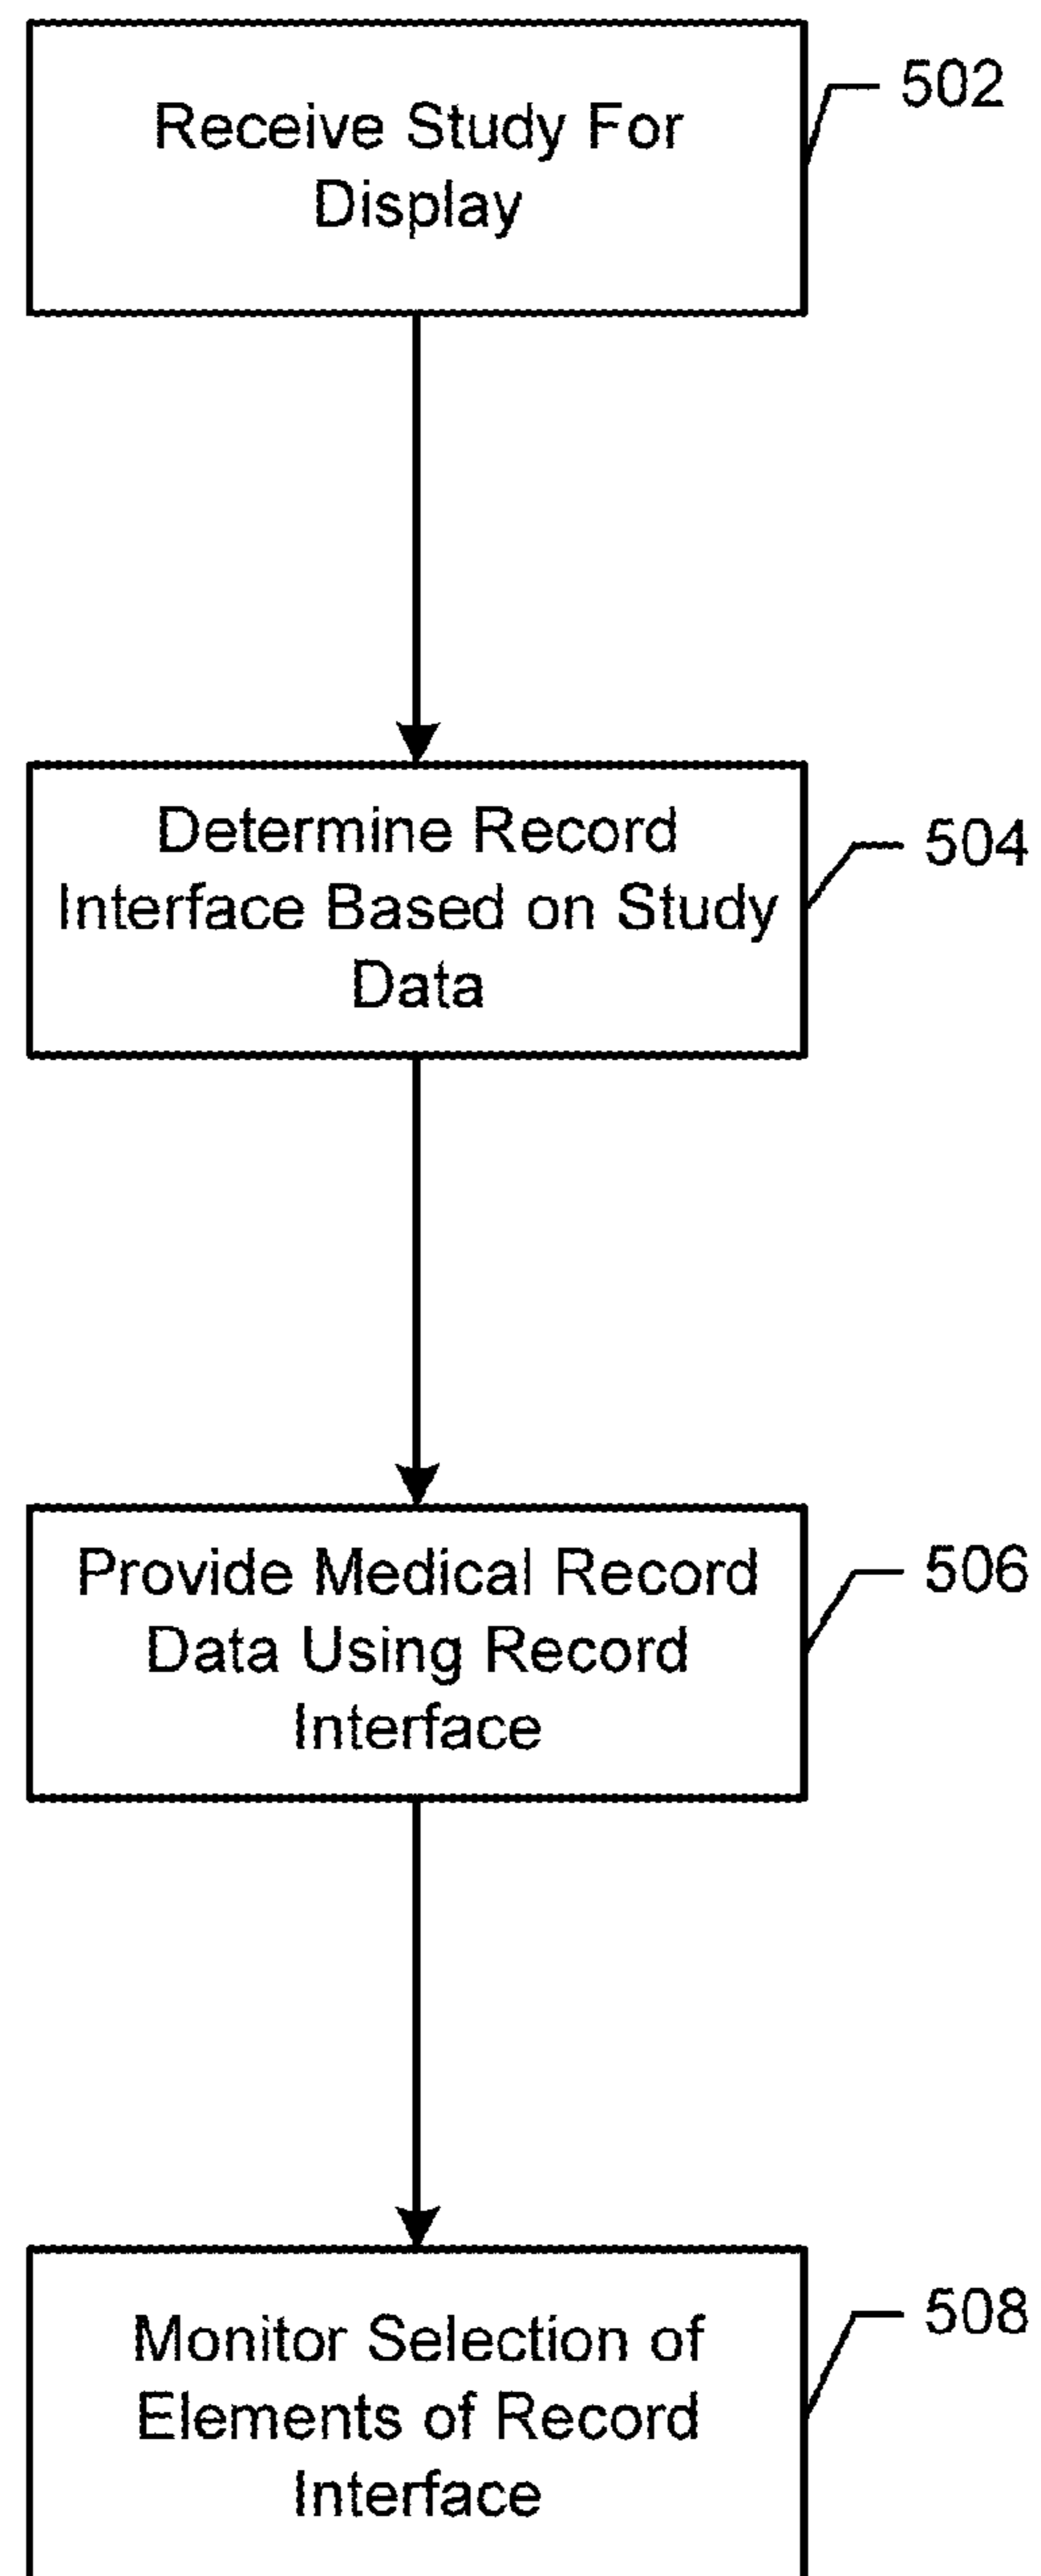 Receive Study For
Display
502
Determine Record
Interface Based on Study
Data
504
Provide Medical Record
Data Using Record
Interface
506
Monitor Selection of
Elements of Record
Interface
508